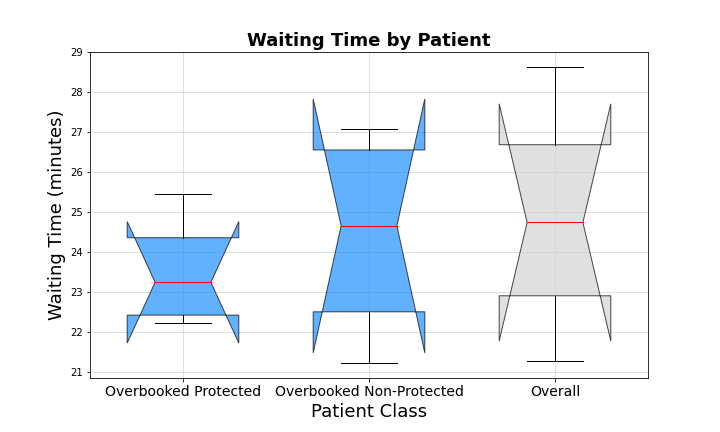 Waiting Time by Patient
Waiting Time (minutes)
29
28
27
26
25
24
23
22
21
Overbooked Protected
Overbooked Non-Protected
Overall
Patient Class